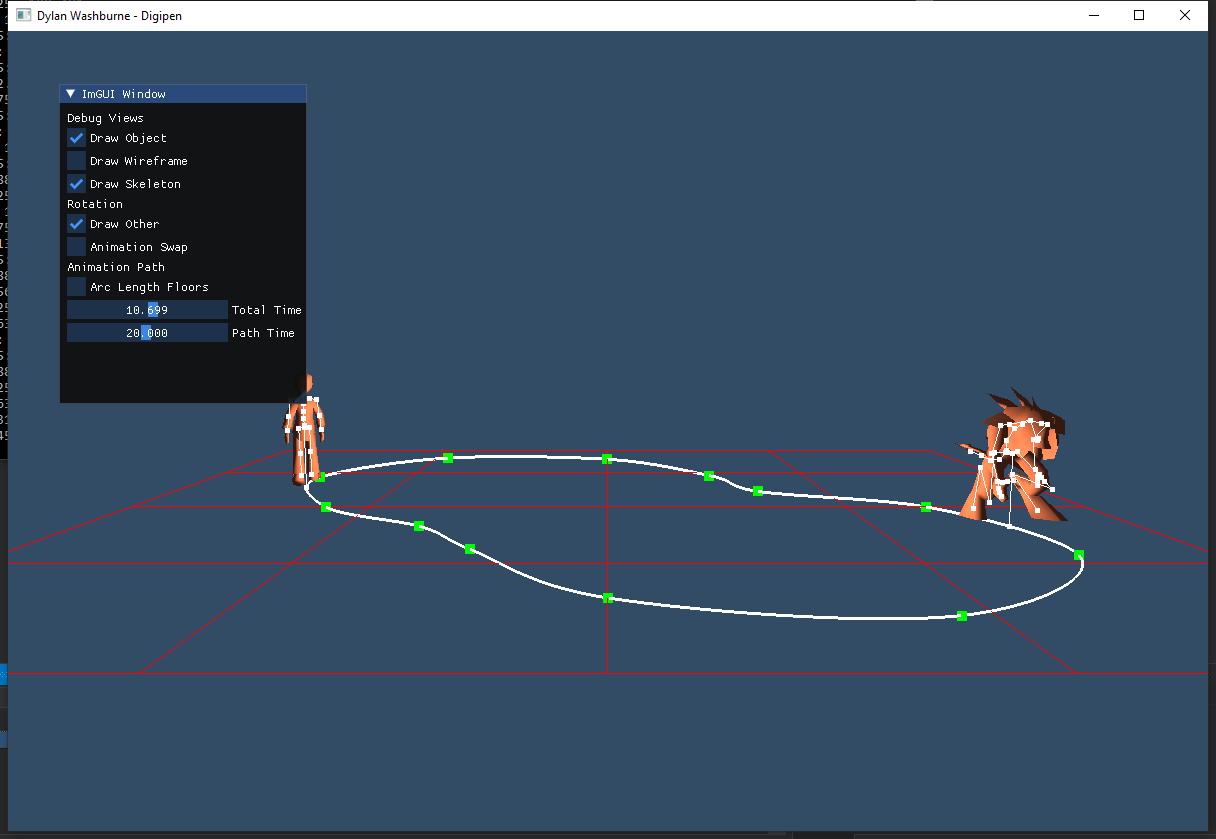 Dylan Washburne - Digipen
ImGUI Window
Debug Views
Draw Object
Draw Wireframe
Draw Skeleton
Rotation
Draw Other
Animation Swap
Animation Path
Arc Length Floors
10.699 Total Time
20.000 Path Time